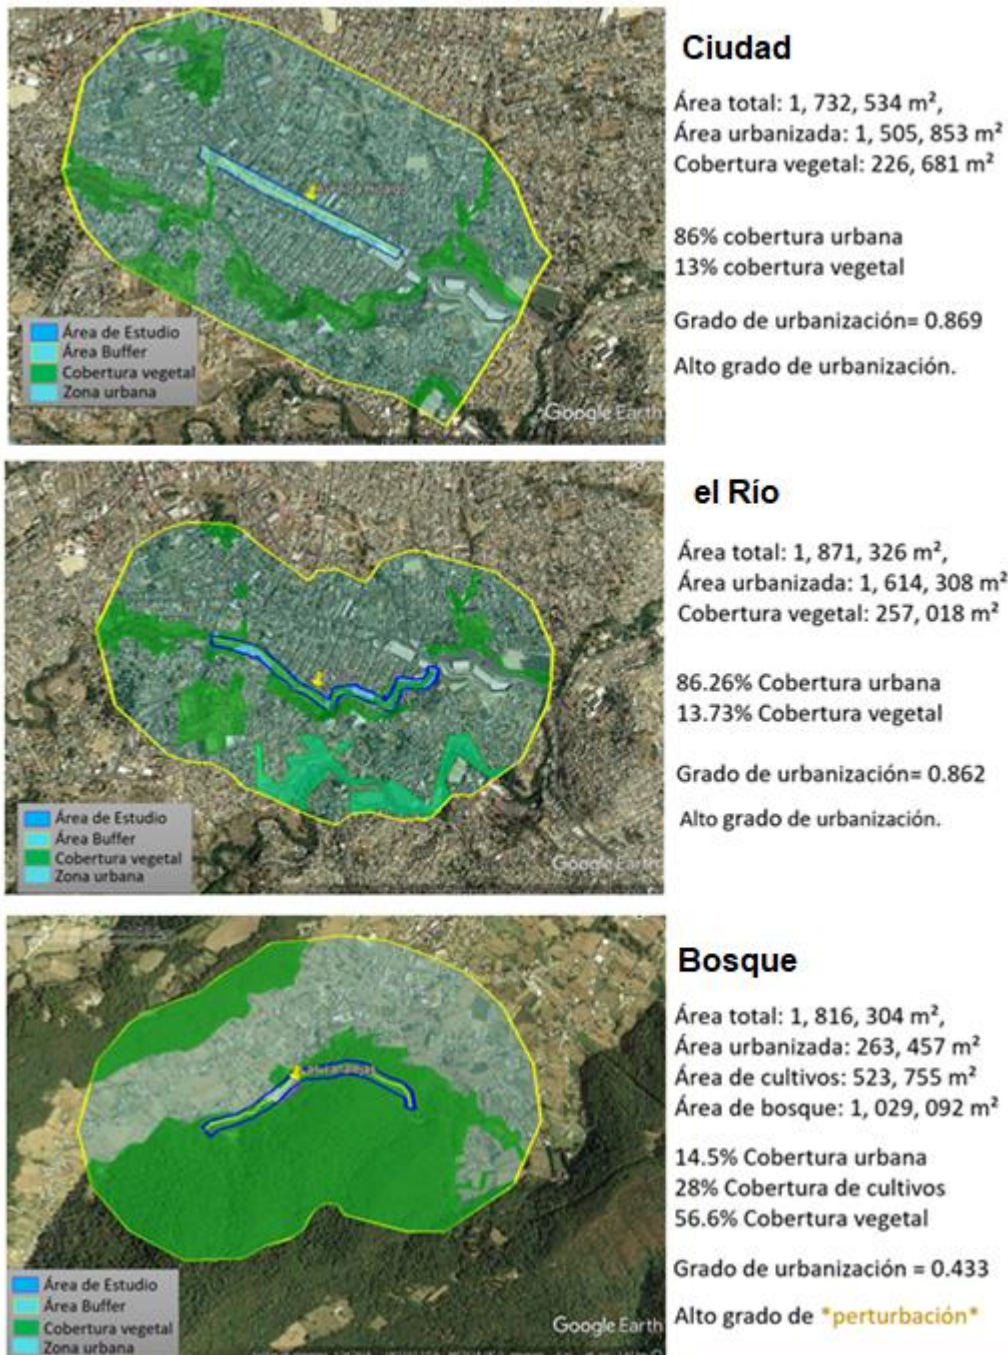 Ciudad
Área total: 1, 732, 534 m²,
Área urbanizada: 1, 505, 853 m²
Cobertura vegetal: 226, 681 m²
86% cobertura urbana
13% cobertura vegetal
Grado de urbanización= 0.869
Alto grado de urbanización.
Área de Estudio
Área Buffer
Cobertura vegetal
Zona urbana
Google Earth
el Río
Área total: 1, 871, 326 m²,
Área urbanizada: 1, 614, 308 m²
Cobertura vegetal: 257, 018 m²
86.26% Cobertura urbana
13.73% Cobertura vegetal
Grado de urbanización= 0.862
Alto grado de urbanización.
Área de Estudio
Área Buffer
Cobertura vegetal
Zona urbana
Google Earth
Bosque
Área total: 1, 816, 304 m²,
Área urbanizada: 263, 457 m²
Área de cultivos: 523, 755 m²
Área de bosque: 1, 029, 092 m²
14.5% Cobertura urbana
28% Cobertura de cultivos
56.6% Cobertura vegetal
Grado de urbanización = 0.433
Alto grado de *perturbación*
Área de Estudio
Área Buffer
Cobertura vegetal
Zona urbana
Google Earth